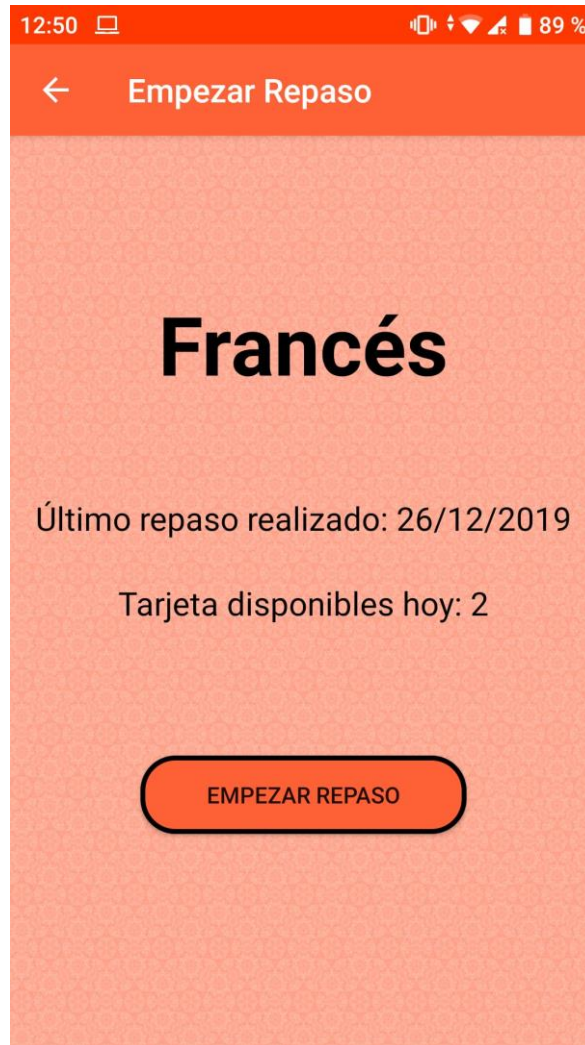 12:50 89 %
Empezar Repaso
Francés
Último repaso realizado: 26/12/2019
Tarjeta disponibles hoy: 2
EMPEZAR REPASO